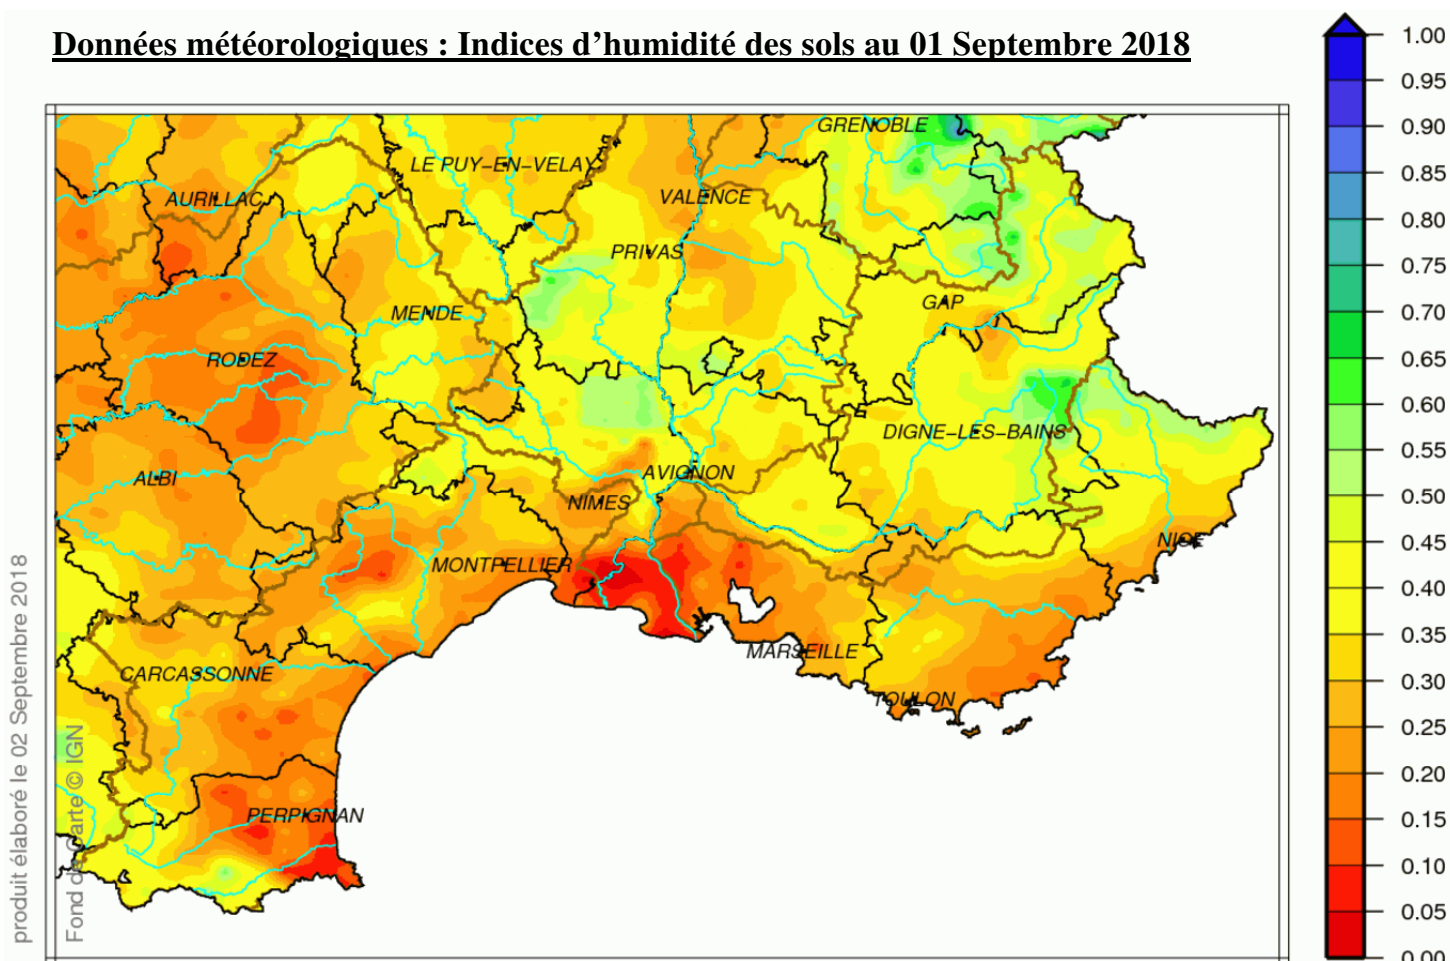 Données météorologiques : Indices d’humidité des sols au 01 Septembre 2018
1.00
0.95
0.90
0.85
0.80
0.75
0.70
0.65
0.60
0.55
0.50
0.45
0.40
0.35
0.30
0.25
0.20
0.15
0.10
0.05
0.00
GRENOBLE
LE PUY-EN-VELAY
AURILLAC
VALENCE
PRIVAS
GAP
MENDE
RODEZ
DIGNE-LES-BAINS
AVIGNON
ALBI
NIMES
NICE
MONTPELLIER
MARSEILLE
CARCASSONNE
TOULON
PERPIGNAN
produit élaboré le 02 Septembre 2018
Fond de Carte © IGN